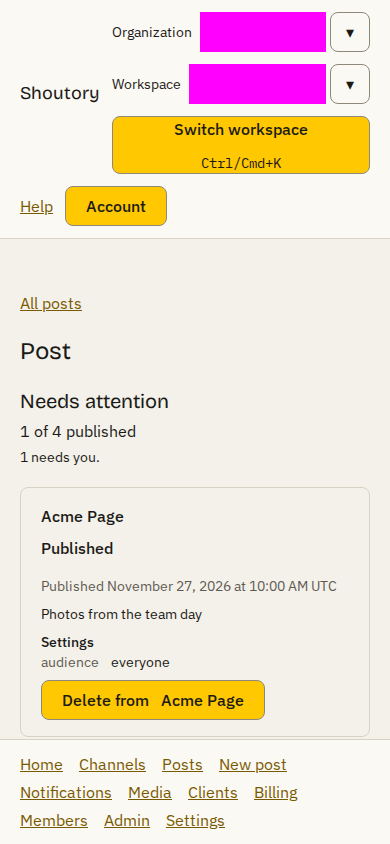 Shoutory
Organization ▾
Workspace ▾
Switch workspace
Ctrl/Cmd+K
Help Account
All posts
Post
Needs attention
1 of 4 published
1 needs you.
Acme Page
Published
Published November 27, 2026 at 10:00 AM UTC
Photos from the team day
Settings
audience everyone
Delete from Acme Page
Home Channels Posts New post
Notifications Media Clients Billing
Members Admin Settings